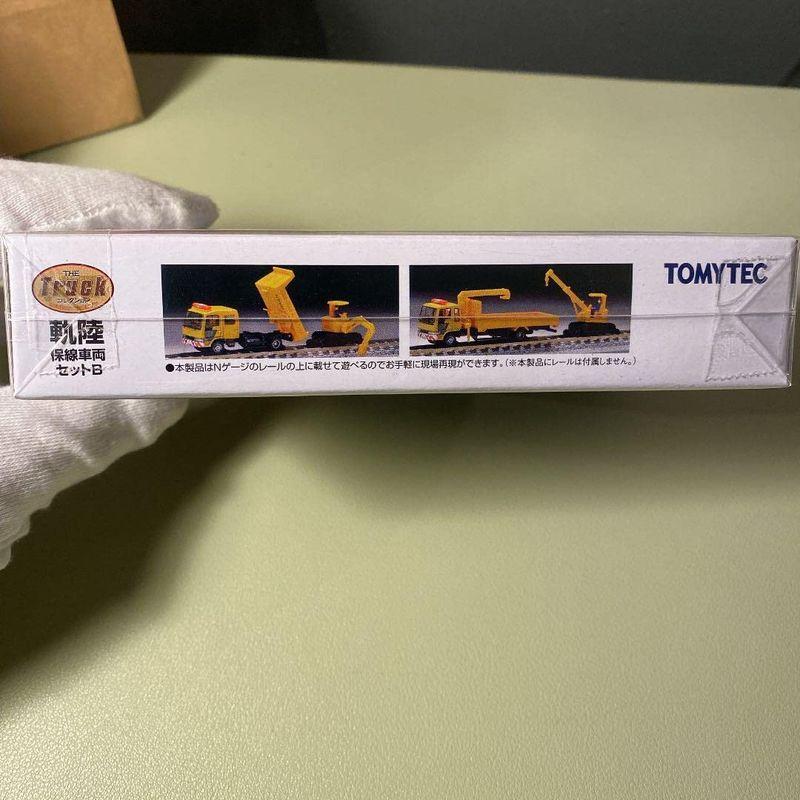 THE
Truck
コレクション
軌陸
保線車両
セットB
TOMYTEC
●本製品はNゲージのレールの上に載せて遊べるのでお手軽に現場再現ができます。(※本製品にレールは付属しません。)